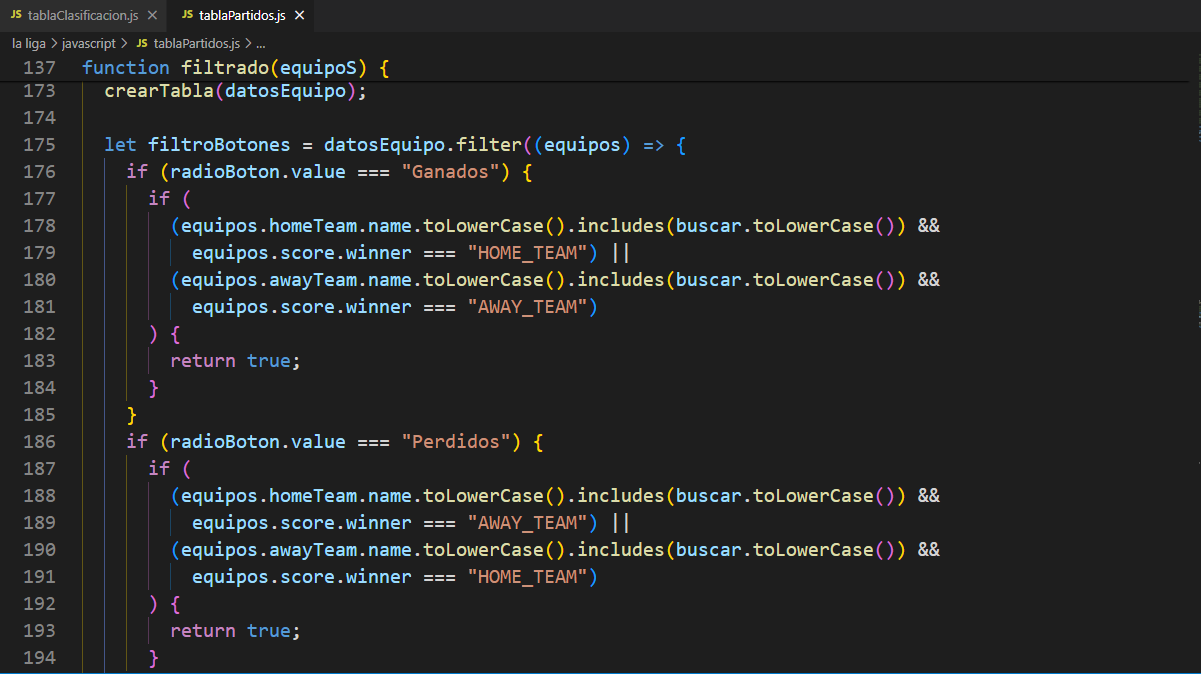 JS tablaClasificacion.js × JS tablaPartidos.js ×
la liga > javascript > JS tablaPartidos.js > ...
137 function filtrado(equipoS) {
173 crearTabla(datosEquipo);
174
175 let filtroBotones = datosEquipo.filter((equipos) => {
176 if (radioBoton.value === "Ganados") {
177 if (
178 (equipos.homeTeam.name.toLowerCase().includes(buscar.toLowerCase()) &&
179 equipos.score.winner === "HOME_TEAM") ||
180 (equipos.awayTeam.name.toLowerCase().includes(buscar.toLowerCase()) &&
181 equipos.score.winner === "AWAY_TEAM")
182 ) {
183 return true;
184 }
185 }
186 if (radioBoton.value === "Perdidos") {
187 if (
188 (equipos.homeTeam.name.toLowerCase().includes(buscar.toLowerCase()) &&
189 equipos.score.winner === "AWAY_TEAM") ||
190 (equipos.awayTeam.name.toLowerCase().includes(buscar.toLowerCase()) &&
191 equipos.score.winner === "HOME_TEAM")
192 ) {
193 return true;
194 }